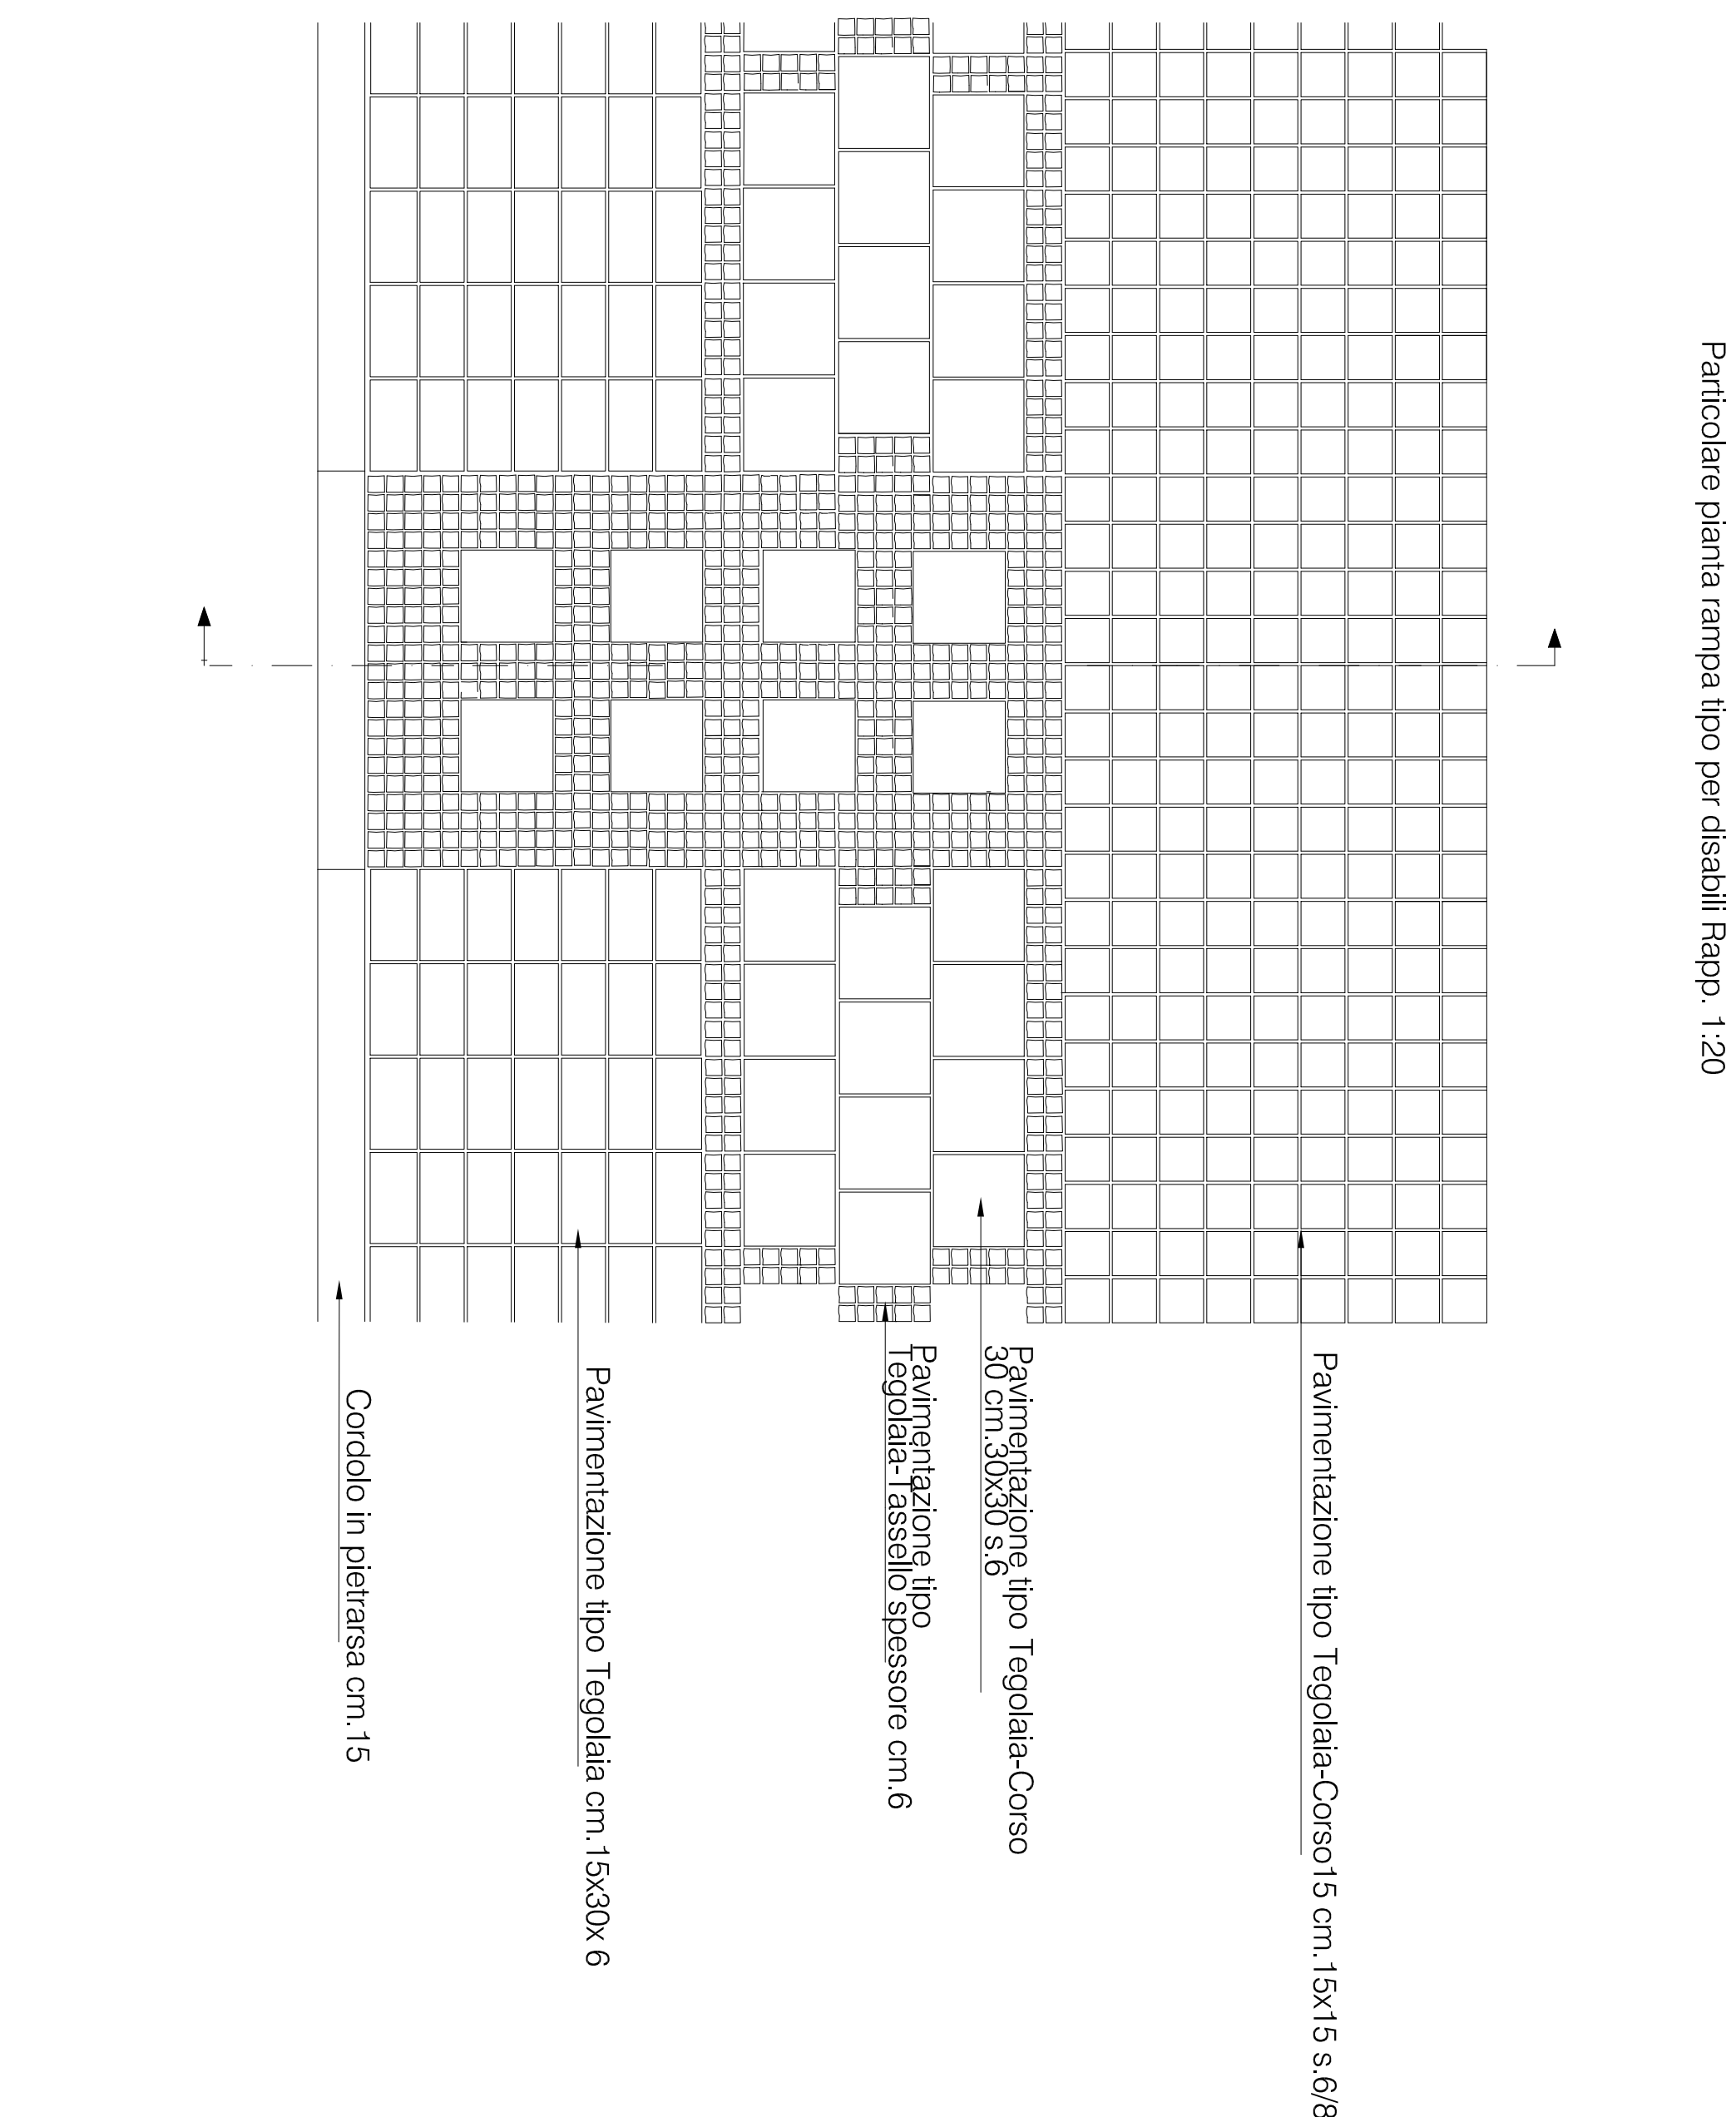 Particolare pianta rampa tipo per disabili Rapp. 1:20
Pavimentazione tipo Tegolaia-Corso15 cm.15x15 s.6/8
Pavimentazione tipo Tegolaia-Corso
30 cm.30x30 s.6
Pavimentazione tipo
Tegolaia-Tassello spessore cm.6
Pavimentazione tipo Tegolaia cm.15x30x 6
Cordolo in pietrarsa cm.15